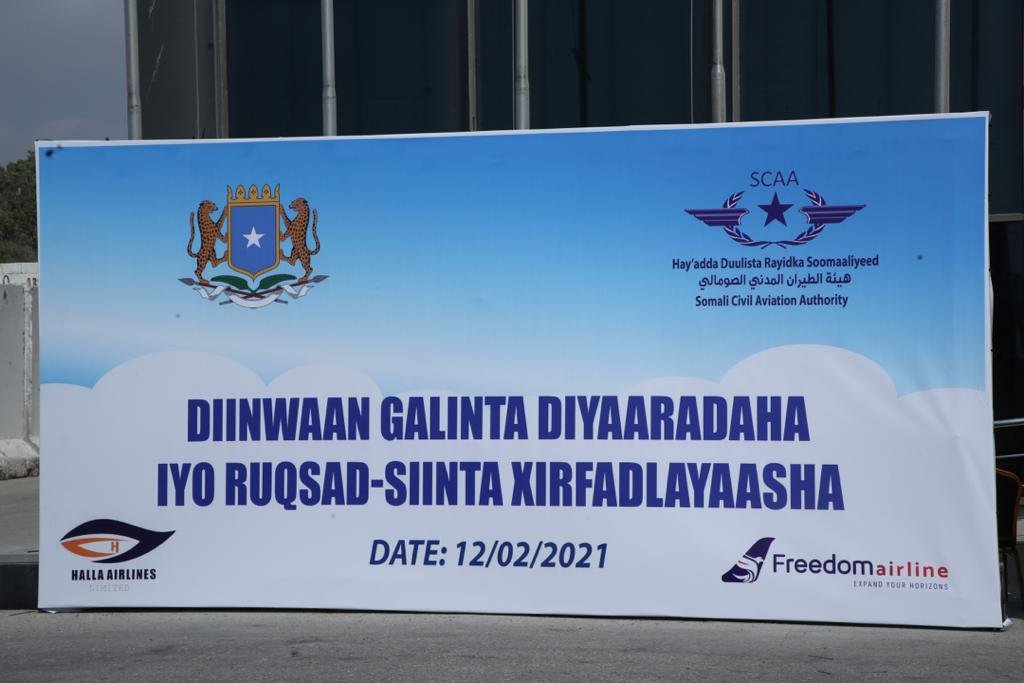 SCAA
Hay'adda Duulista Rayidka Soomaaliyeed
هيئة الطيران المدني الصومالي
Somali Civil Aviation Authority
DIINWAAN GALINTA DIYAARADAHA
IYO RUQSAD-SIINTA XIRFADLAYAASHA
DATE: 12/02/2021
H
HALLA AIRLINES
LIMITED
Freedomairline
EXPAND YOUR HORIZONS